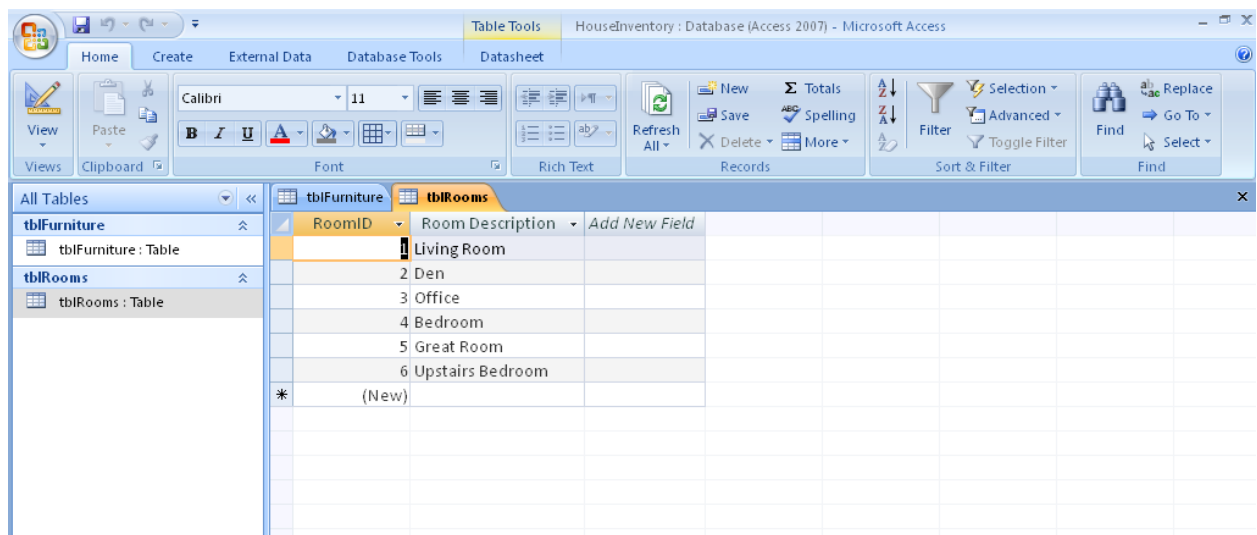 Table Tools HouseInventory : Database (Access 2007) - Microsoft Access
Home Create External Data Database Tools Datasheet
View
Views
Paste
Clipboard
Calibri 11
B I U A
Font
Rich Text
Refresh
All
New Σ Totals
Save Spelling
Delete More
Records
Filter
Selection
Advanced
Toggle Filter
Sort & Filter
Find
Replace
Go To
Select
Find
All Tables
tblFurniture
tblFurniture : Table
tblRooms
tblRooms : Table
tblFurniture tblRooms
RoomID Room Description Add New Field
1 Living Room
2 Den
3 Office
4 Bedroom
5 Great Room
6 Upstairs Bedroom
(New)